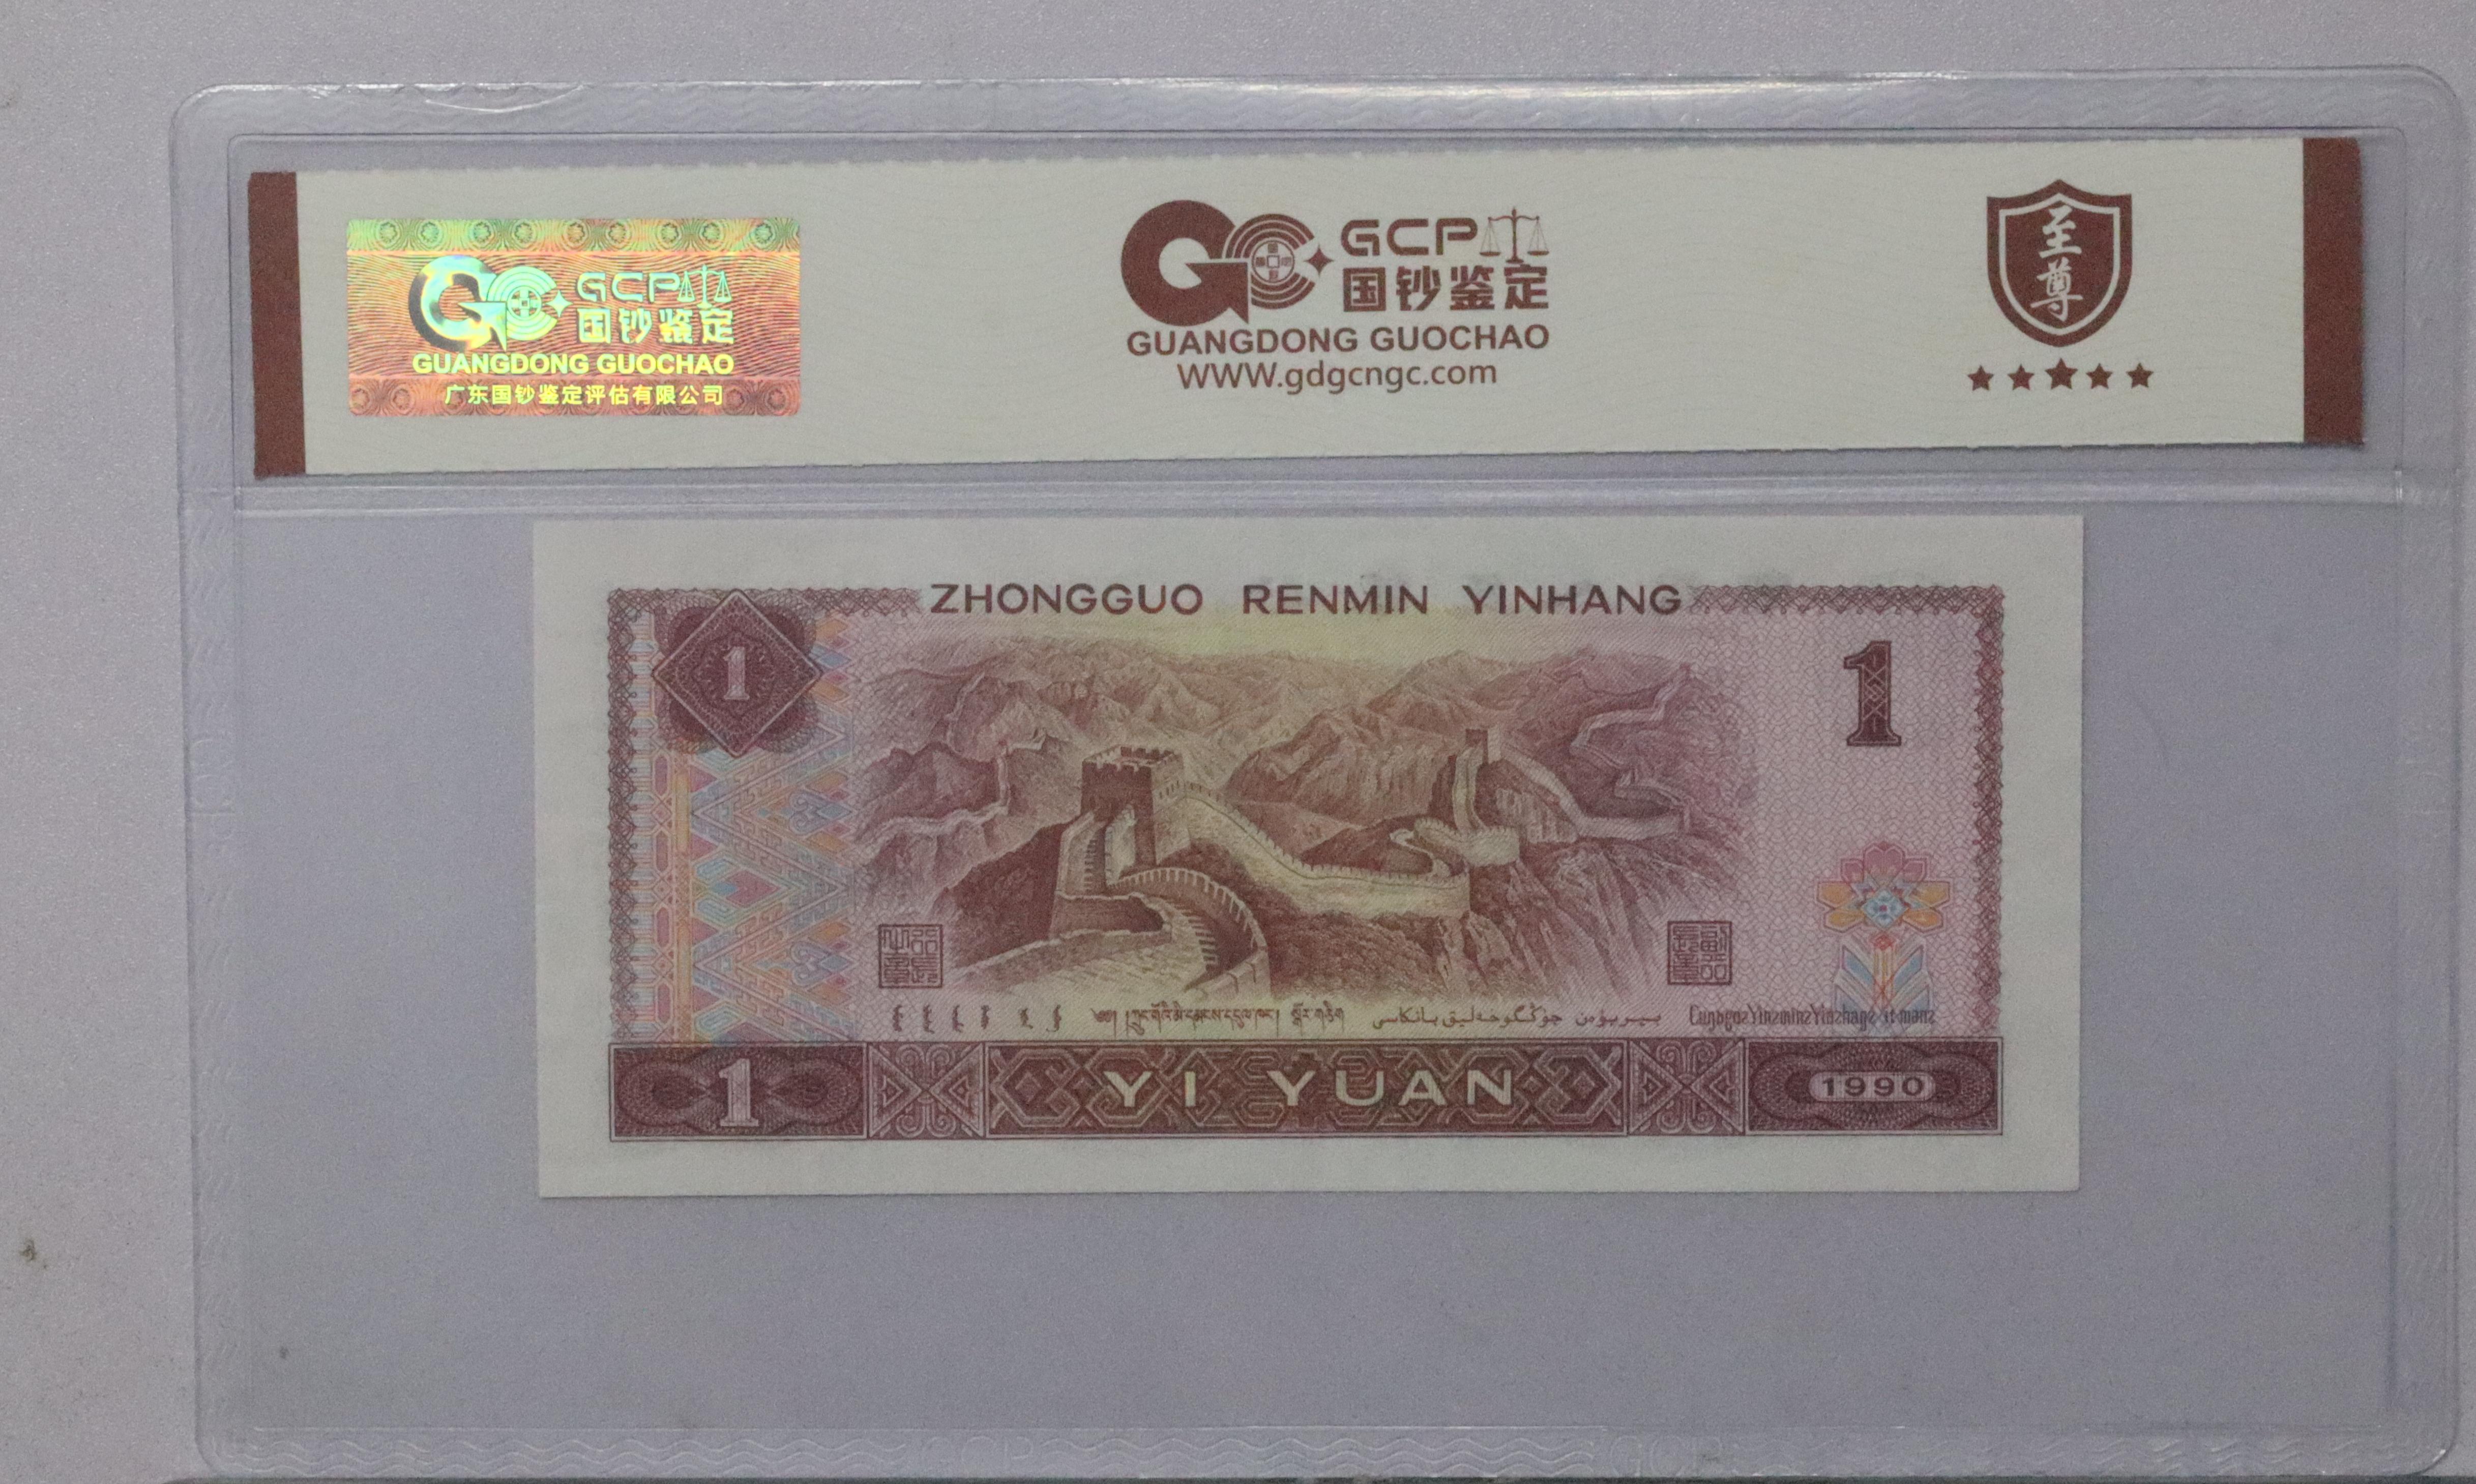 GCP
国钞鉴定
GUANGDONG GUOCHAO
广东国钞鉴定评估有限公司
GCP
国钞鉴定
GUANGDONG GUOCHAO
WWW.gdgcngc.com
至尊
ZHONGGUO RENMIN YINHANG
1
1
1
YI YUAN
1990